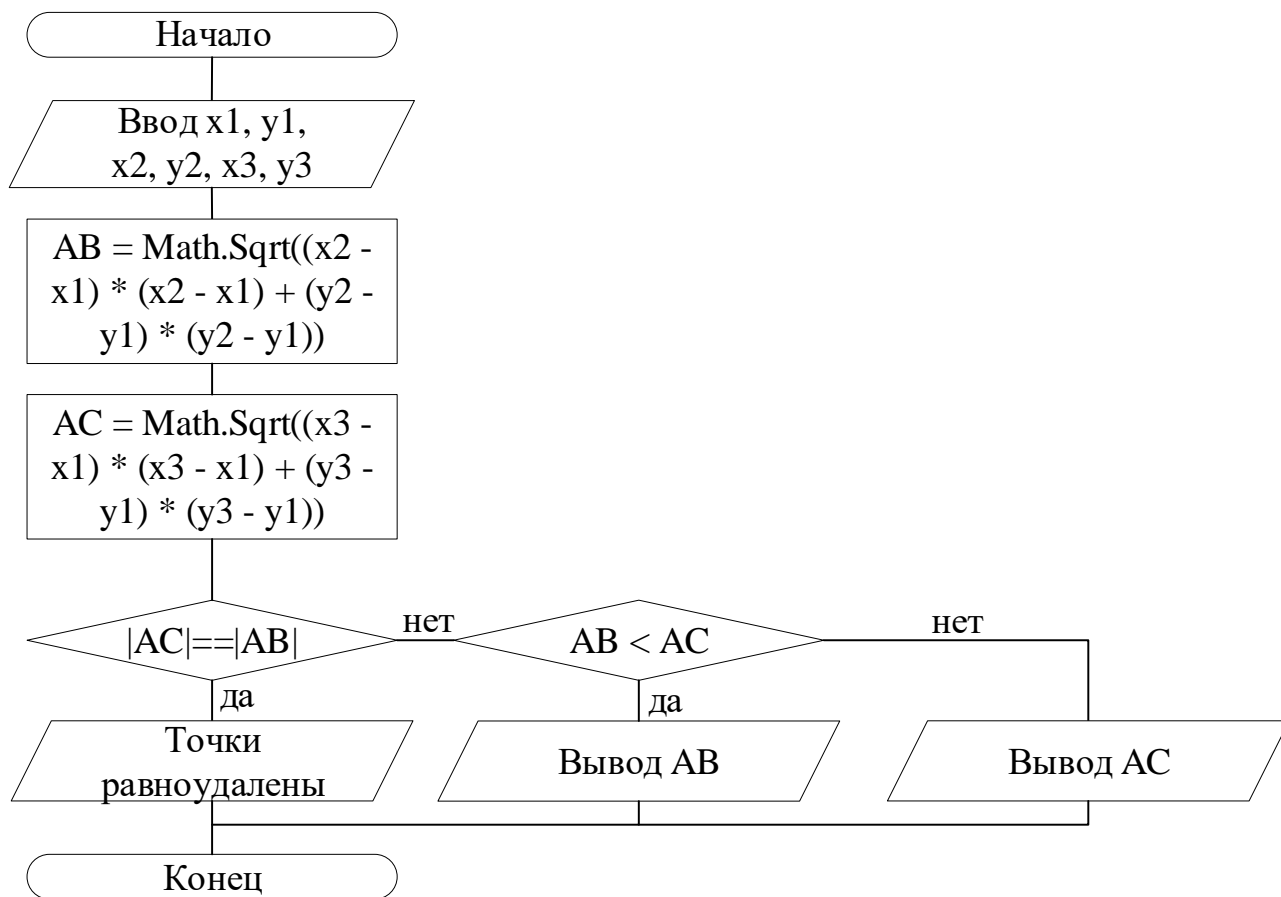 Начало
Ввод x1, y1,
x2, y2, x3, y3
AB = Math.Sqrt((x2 -
x1) * (x2 - x1) + (y2 -
y1) * (y2 - y1))
AC = Math.Sqrt((x3 -
x1) * (x3 - x1) + (y3 -
y1) * (y3 - y1))
|AC|==|AB|
нет
AB < AC
нет
да
да
Точки
равноудалены
Вывод AB
Вывод AC
Конец